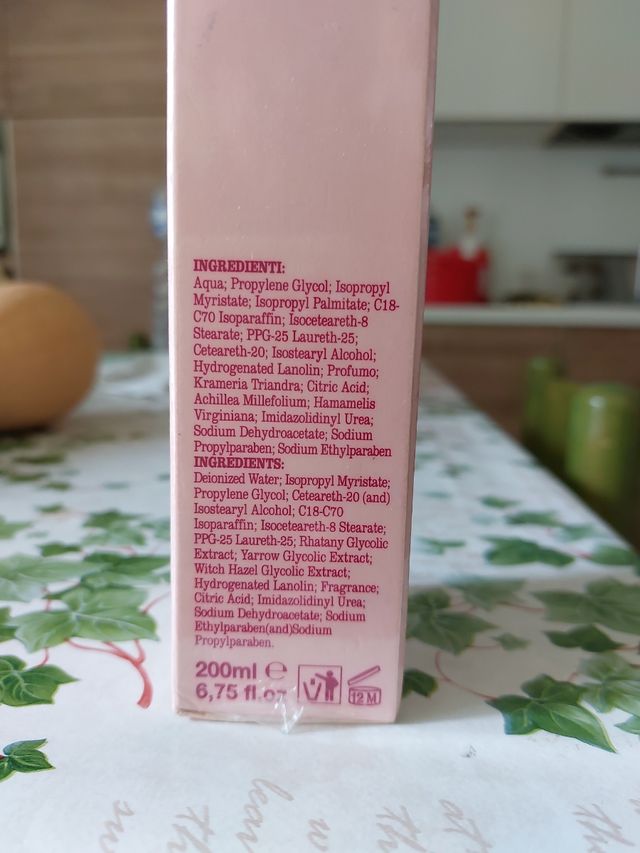 INGREDIENTI:
Aqua; Propylene Glycol; Isopropyl
Myristate; Isopropyl Palmitate; C18-
C70 Isoparaffin; Isoceteareth-8
Stearate; PPG-25 Laureth-25;
Ceteareth-20; Isostearyl Alcohol;
Hydrogenated Lanolin; Profumo;
Krameria Triandra; Citric Acid;
Achillea Millefolium; Hamamelis
Virginiana; Imidazolidinyl Urea;
Sodium Dehydroacetate; Sodium
Propylparaben; Sodium Ethylparaben
INGREDIENTS:
Deionized Water; Isopropyl Myristate;
Propylene Glycol; Ceteareth-20 (and)
Isostearyl Alcohol; C18-C70
Isoparaffin; Isoceteareth-8 Stearate;
PPG-25 Laureth-25; Rhatany Glycolic
Extract; Yarrow Glycolic Extract;
Witch Hazel Glycolic Extract;
Hydrogenated Lanolin; Fragrance;
Citric Acid; Imidazolidinyl Urea;
Sodium Dehydroacetate; Sodium
Ethylparaben(and)Sodium
Propylparaben.
200ml ℮
6,75 fl.oz
12 M